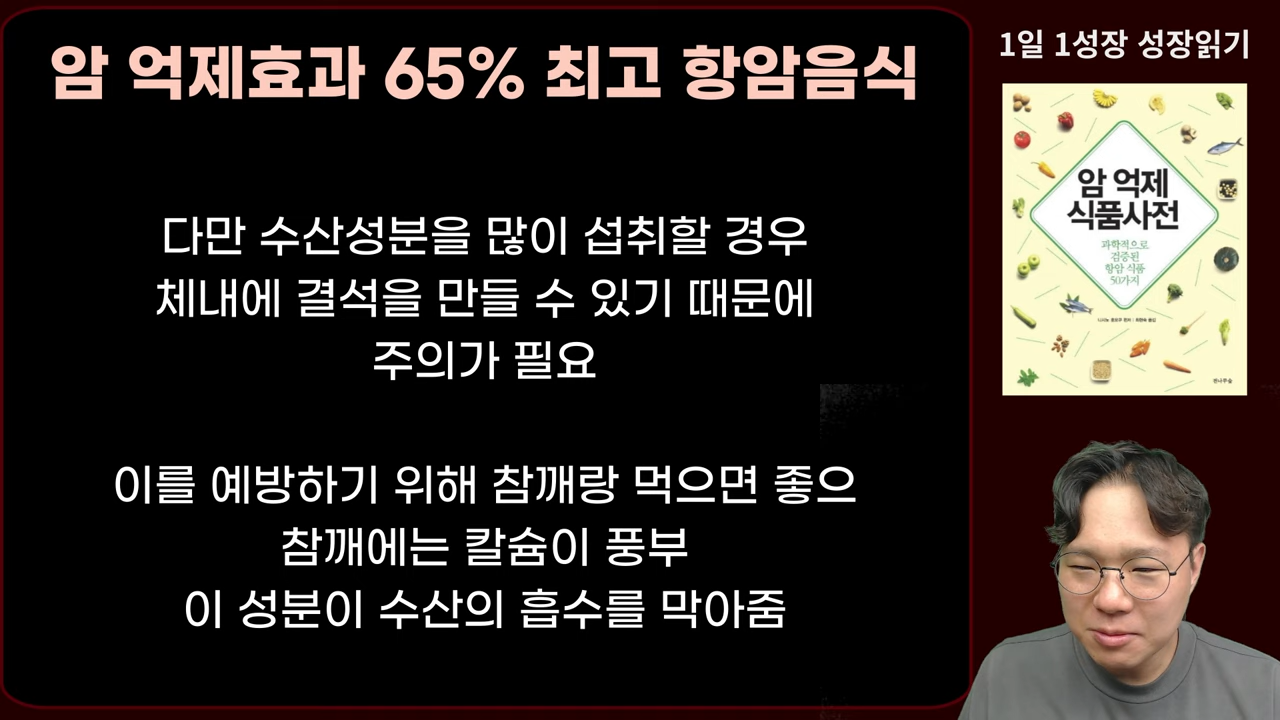 암 억제효과 65% 최고 항암음식
다만 수산성분을 많이 섭취할 경우
체내에 결석을 만들 수 있기 때문에
주의가 필요
이를 예방하기 위해 참깨랑 먹으면 좋으
참깨에는 칼슘이 풍부
이 성분이 수산의 흡수를 막아줌
1일 1성장 성장읽기
암 억제
식품사전
과학적으로
검증된
항암 식품
50가지
전나무숲